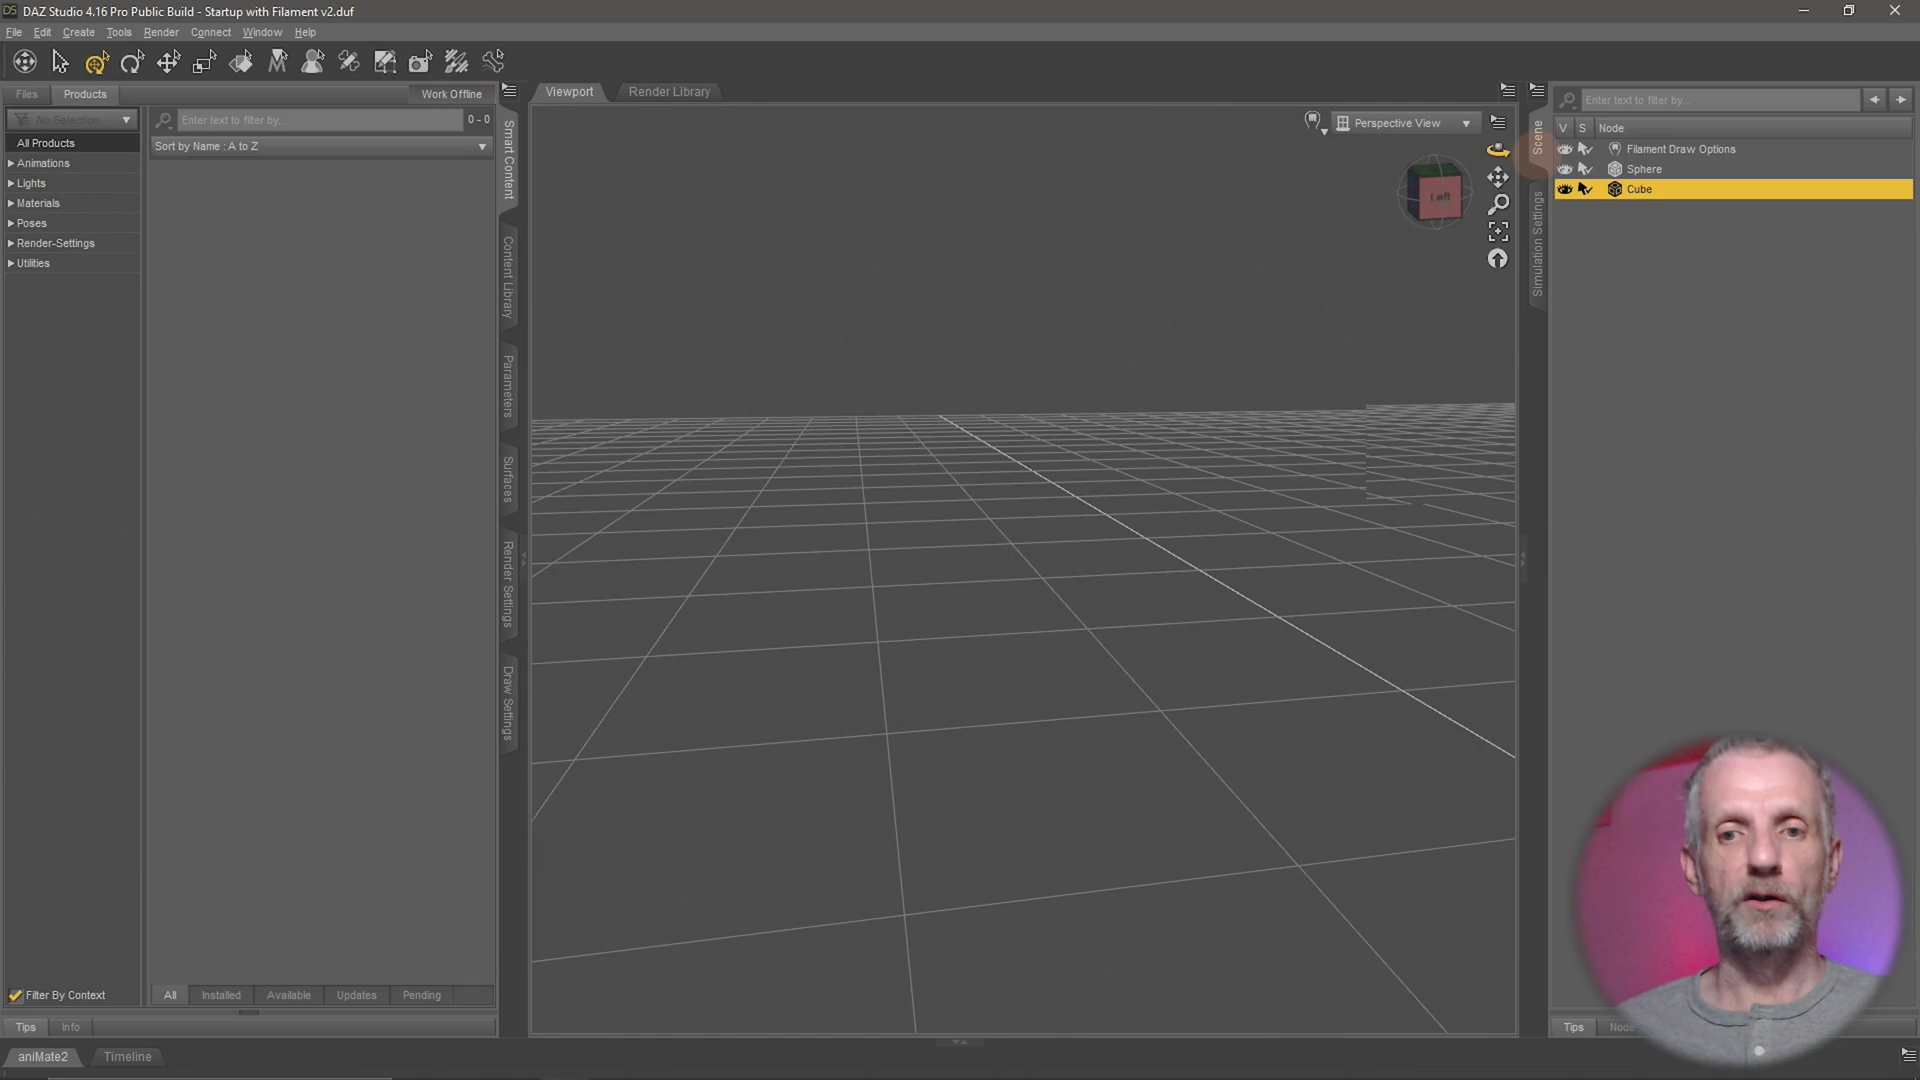 DAZ Studio 4.16 Pro Public Build - Startup with Filament v2.duf
File Edit Create Tools Render Connect Window Help
Files Products Work Offline
No Selection
Enter text to filter by... 0 - 0
All Products
Sort by Name : A to Z
Animations
Lights
Materials
Poses
Render-Settings
Utilities
Filter By Context
All Installed Available Updates Pending
Tips Info
aniMate2 Timeline
Smart Content
Content Library
Parameters
Surfaces
Render Settings
Draw Settings
Viewport Render Library
Perspective View
Left
Scene
Simulation Settings
Enter text to filter by...
V S Node
Filament Draw Options
Sphere
Cube
Tips Node